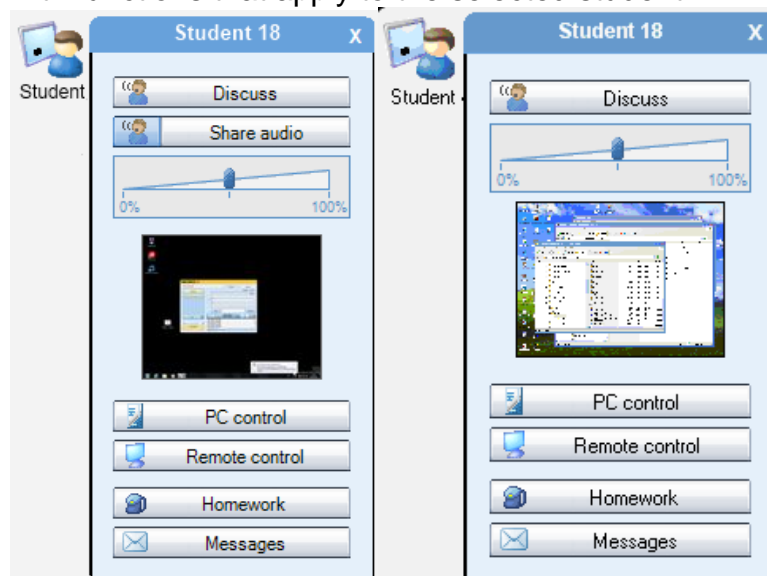 Student 18 X
Student
Discuss
Share audio
0% 100%
PC control
Remote control
Homework
Messages
Student 18 X
Student
Discuss
0% 100%
PC control
Remote control
Homework
Messages